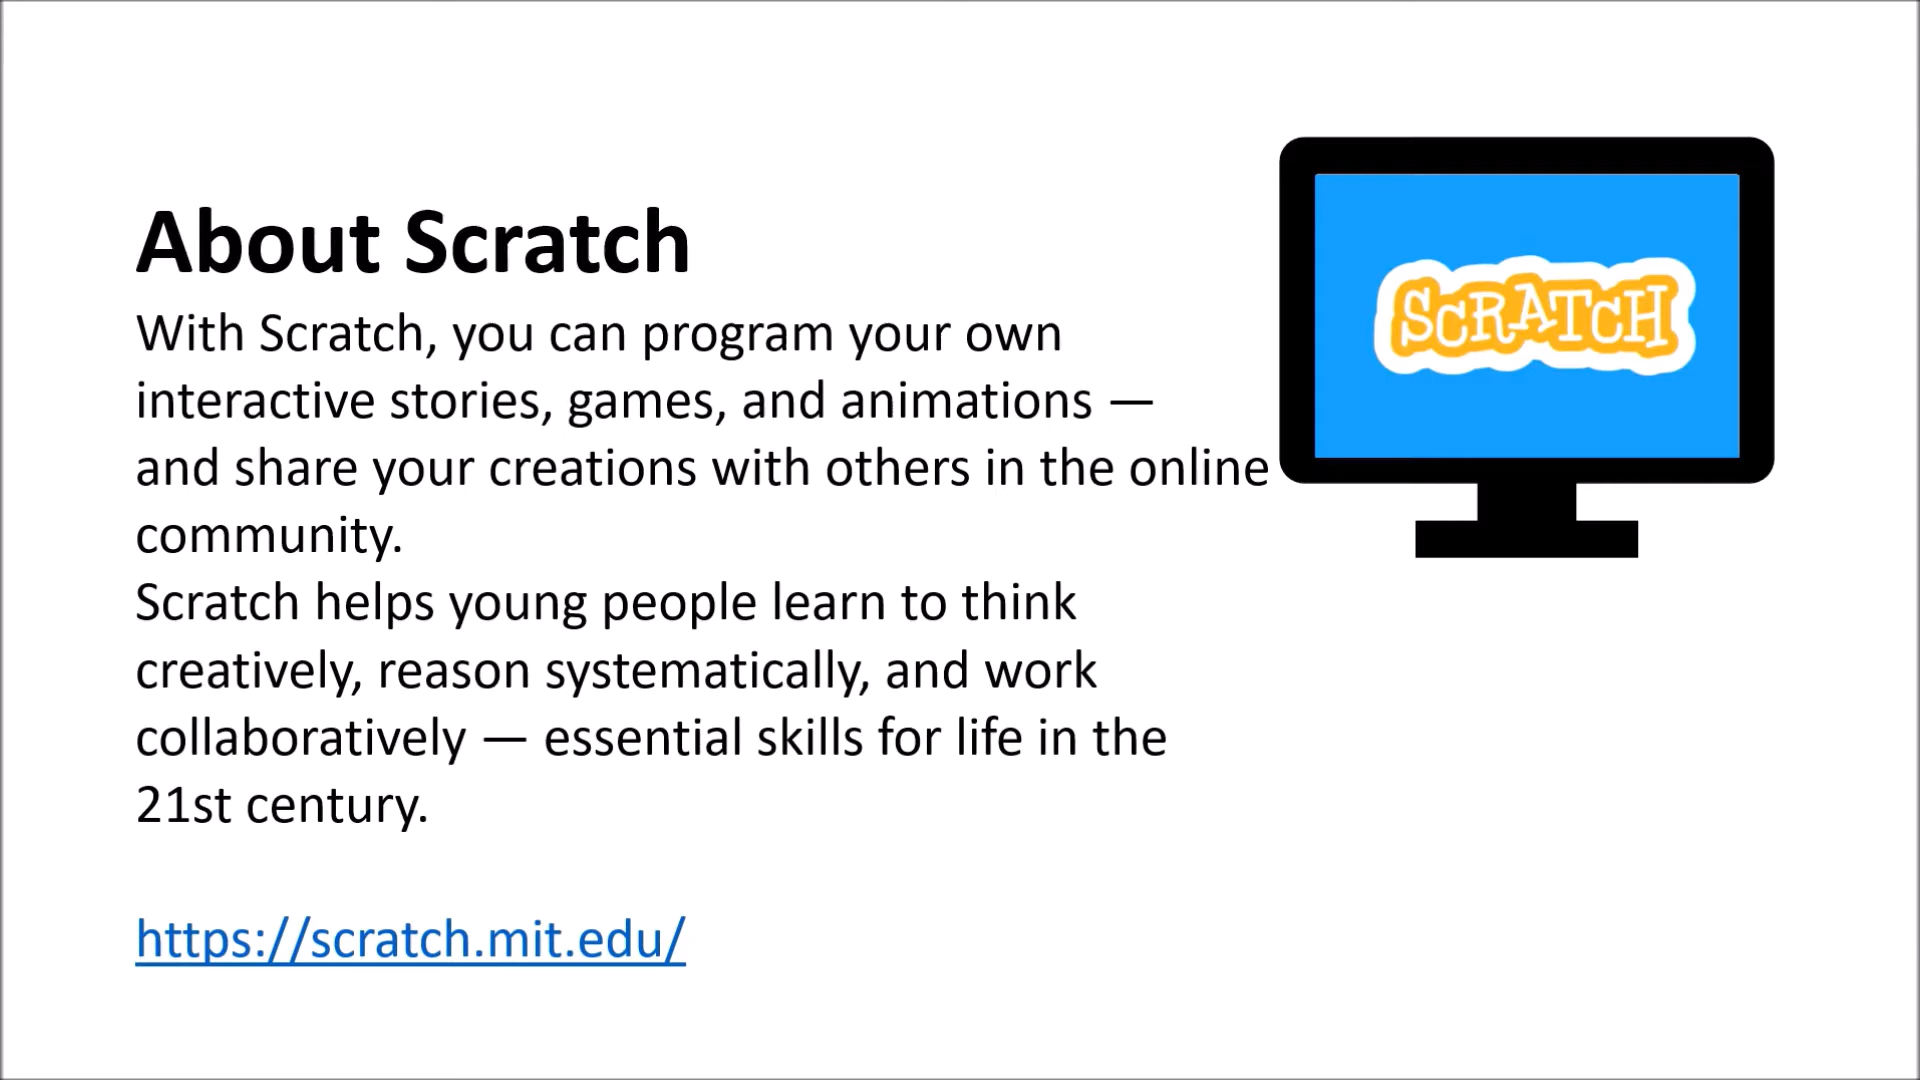 About Scratch
With Scratch, you can program your own
interactive stories, games, and animations —
and share your creations with others in the online
community.
Scratch helps young people learn to think
creatively, reason systematically, and work
collaboratively — essential skills for life in the
21st century.
https://scratch.mit.edu/
SCRATCH